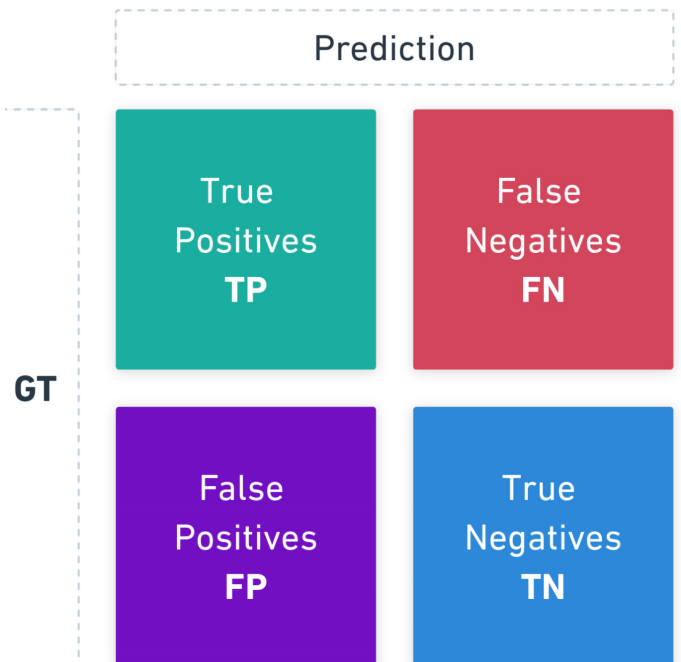 Prediction
True
Positives
TP
False
Negatives
FN
GT
False
Positives
FP
True
Negatives
TN